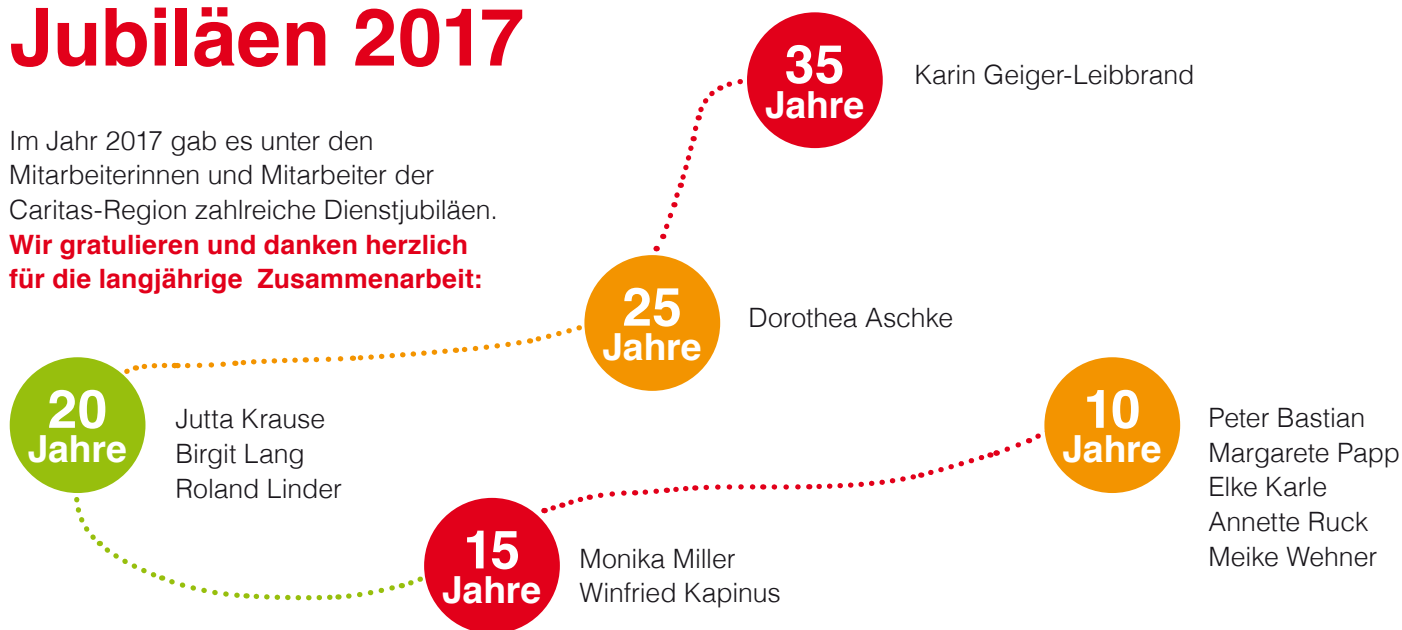 Jubiläen 2017
Im Jahr 2017 gab es unter den
Mitarbeiterinnen und Mitarbeiter der
Caritas-Region zahlreiche Dienstjubiläen.
Wir gratulieren und danken herzlich
für die langjährige Zusammenarbeit:
35
Jahre
Karin Geiger-Leibbrand
25
Jahre
Dorothea Aschke
20
Jahre
Jutta Krause
Birgit Lang
Roland Linder
15
Jahre
Monika Miller
Winfried Kapinus
10
Jahre
Peter Bastian
Margarete Papp
Elke Karle
Annette Ruck
Meike Wehner